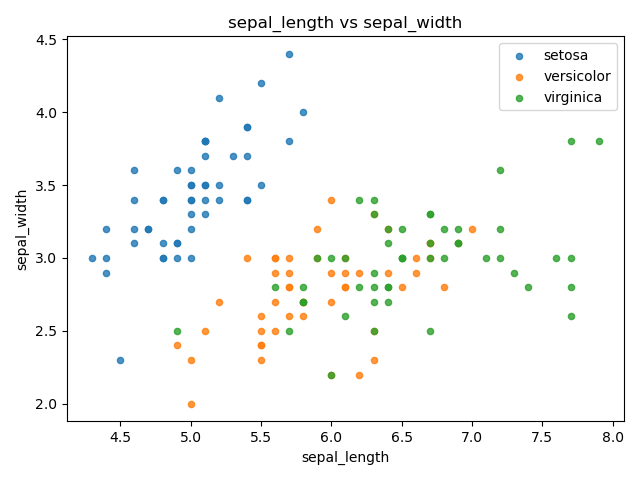 sepal_length vs sepal_width
setosa
versicolor
virginica
sepal_width
4.5
4.0
3.5
3.0
2.5
2.0
4.5 5.0 5.5 6.0 6.5 7.0 7.5 8.0
sepal_length